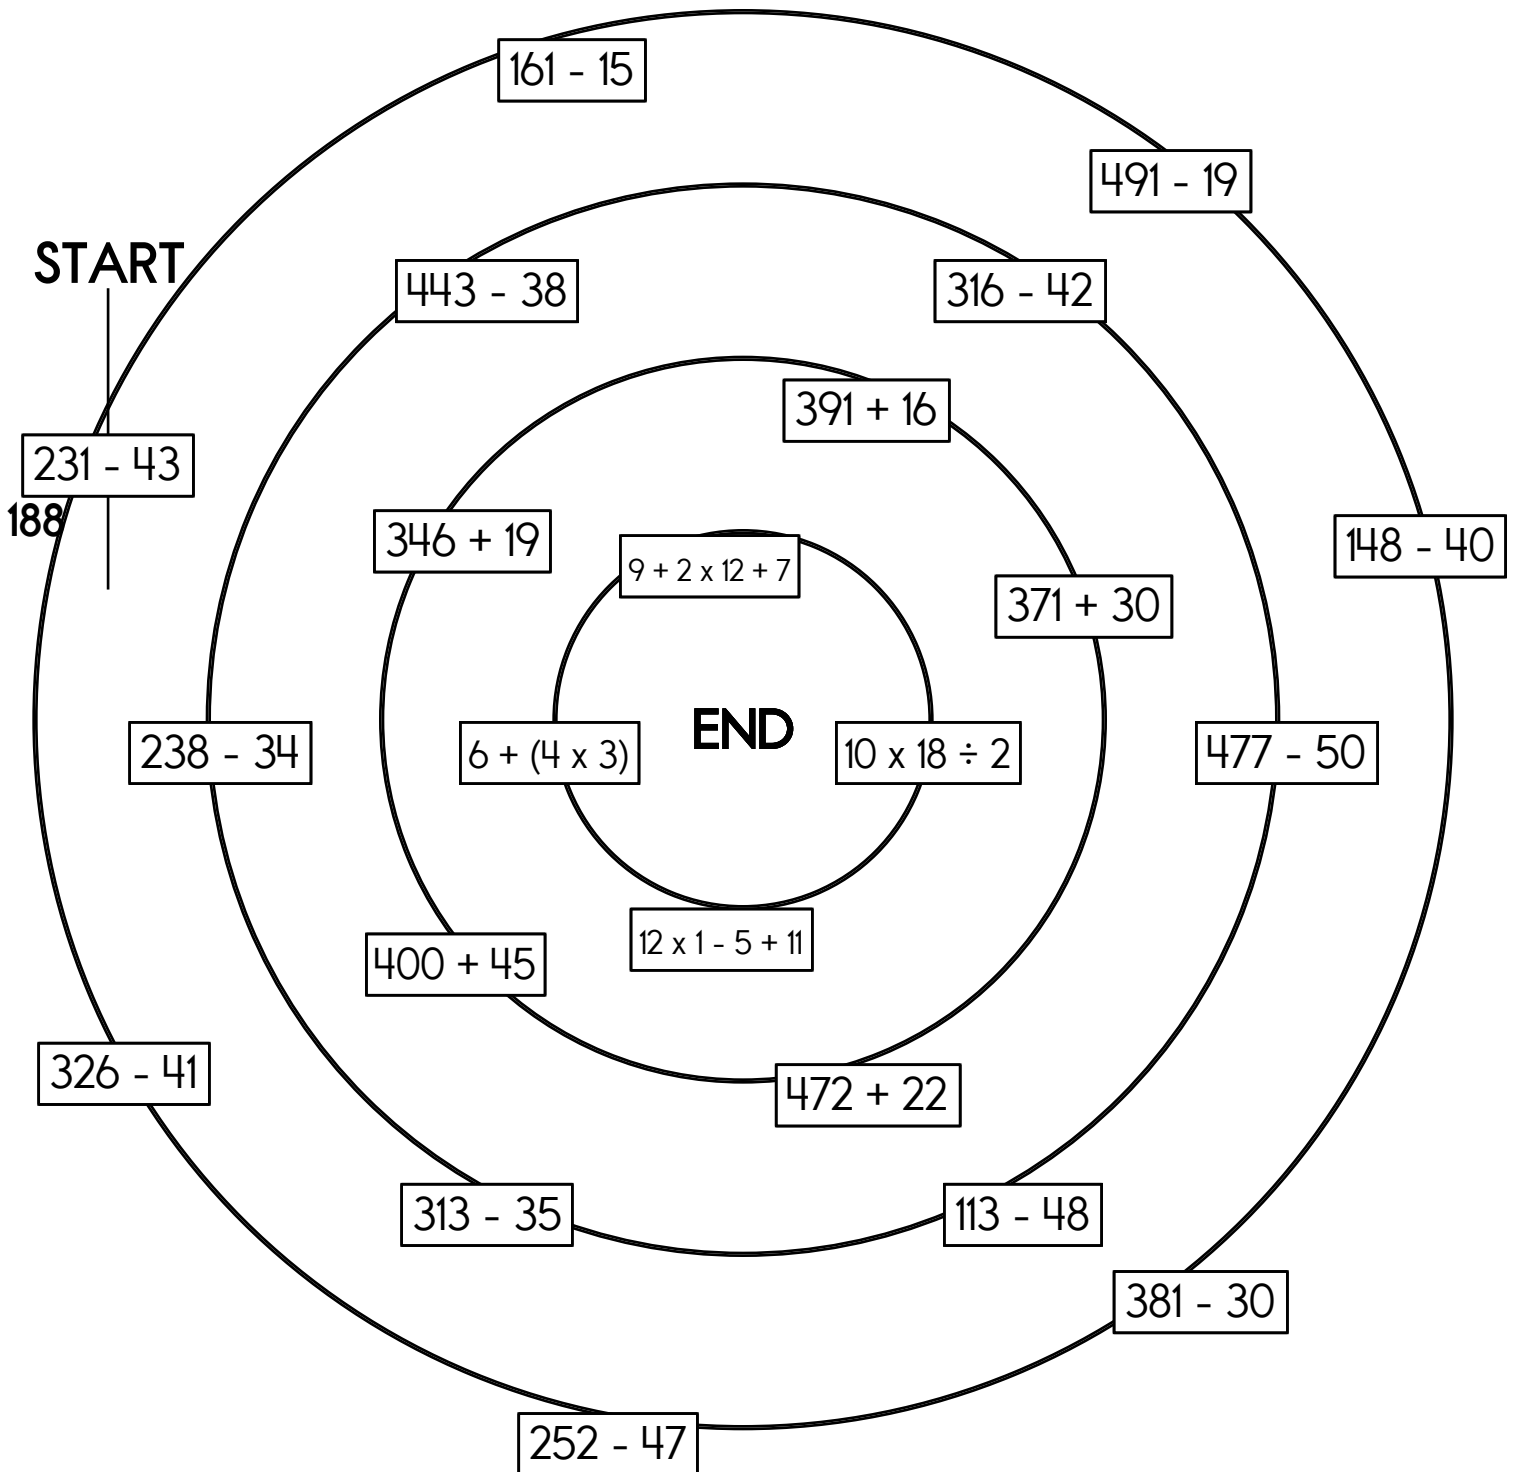 161 - 15
491 - 19
START
443 - 38
316 - 42
391 + 16
231 - 43
188
346 + 19
148 - 40
9 + 2 x 12 + 7
371 + 30
238 - 34
6 + (4 x 3)
END
10 x 18 ÷ 2
477 - 50
12 x 1 - 5 + 11
400 + 45
326 - 41
472 + 22
313 - 35
113 - 48
381 - 30
252 - 47